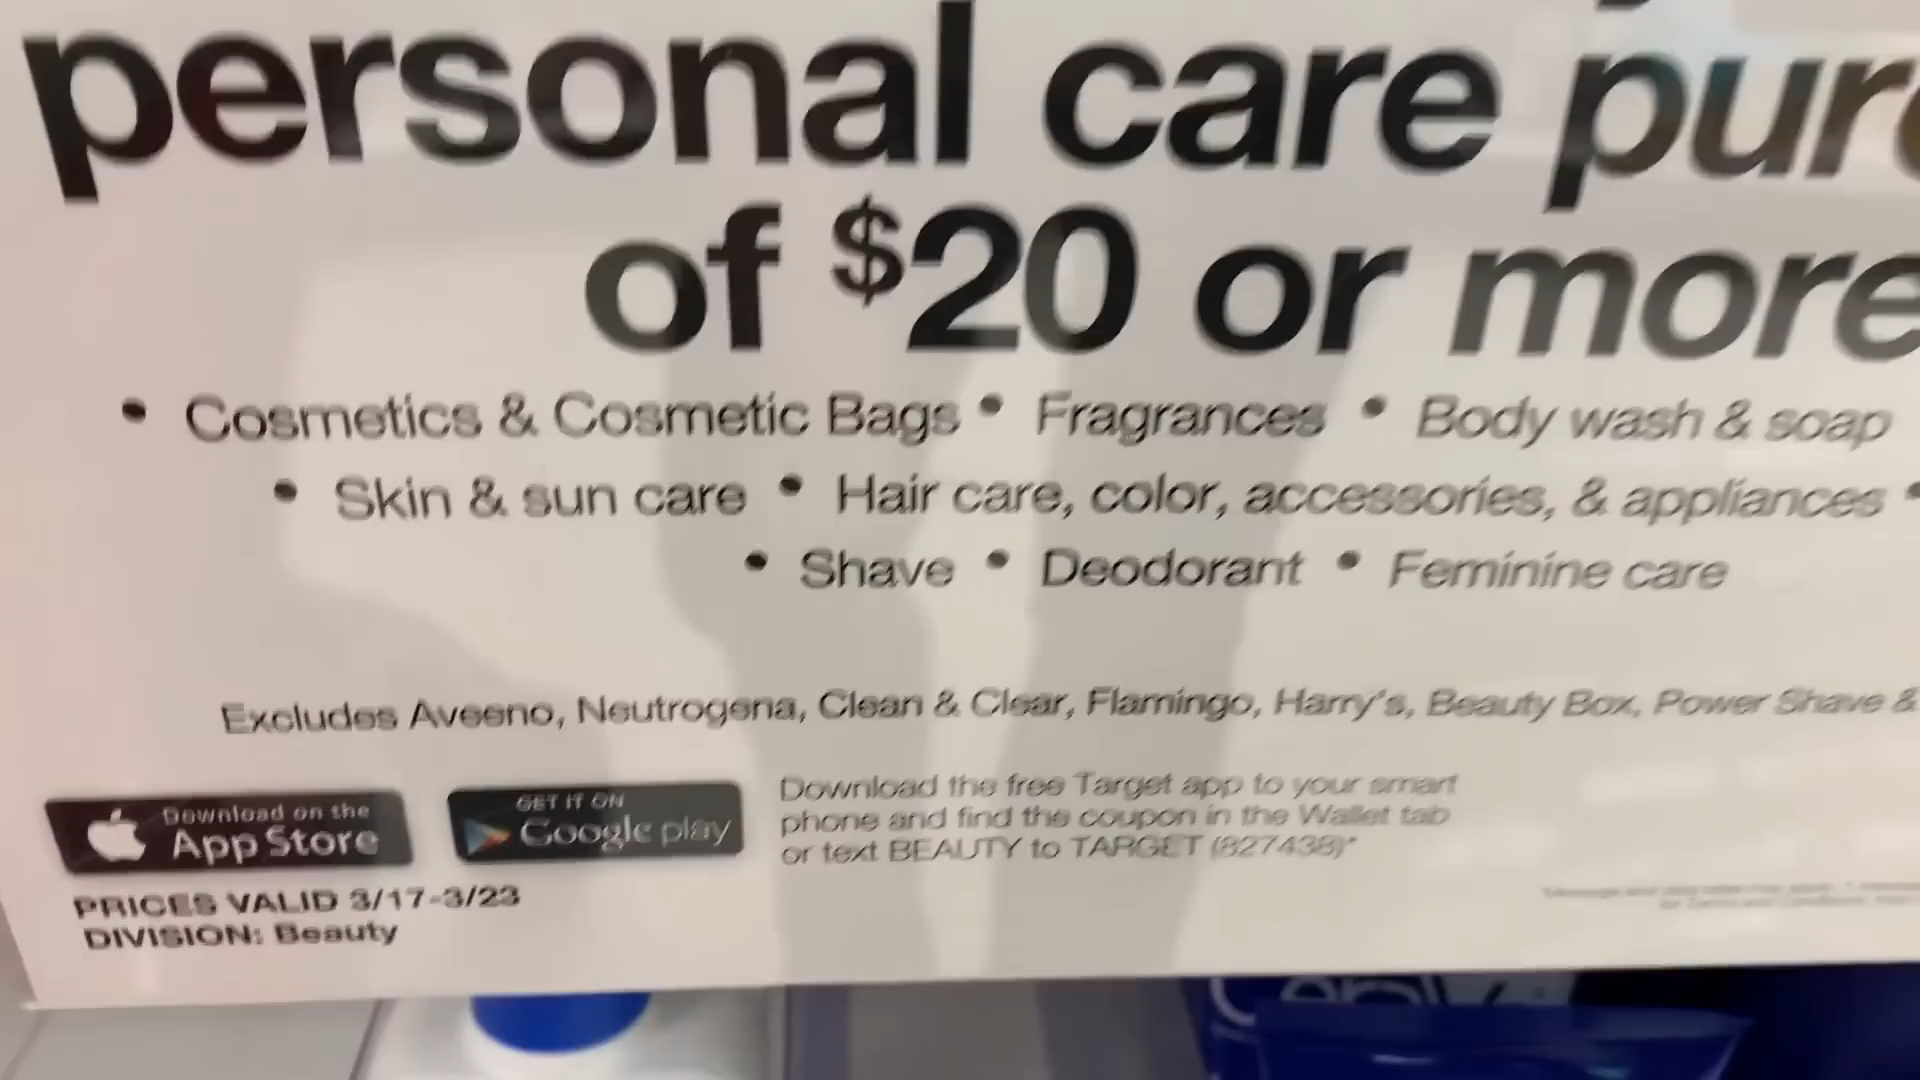 personal care
of $20 or more
• Cosmetics & Cosmetic Bags • Fragrances • Body wash & soap
• Skin & sun care • Hair care, color, accessories, & appliances •
• Shave • Deodorant • Feminine care
Excludes Aveeno, Neutrogena, Clean & Clear, Flamingo, Harry's, Beauty Box, Power Shave &
Download on the
App Store
GET IT ON
Google play
Download the free Target app to your smart
phone and find the coupon in the Wallet tab
or text BEAUTY to TARGET (827438)*
PRICES VALID 3/17-3/23
DIVISION: Beauty